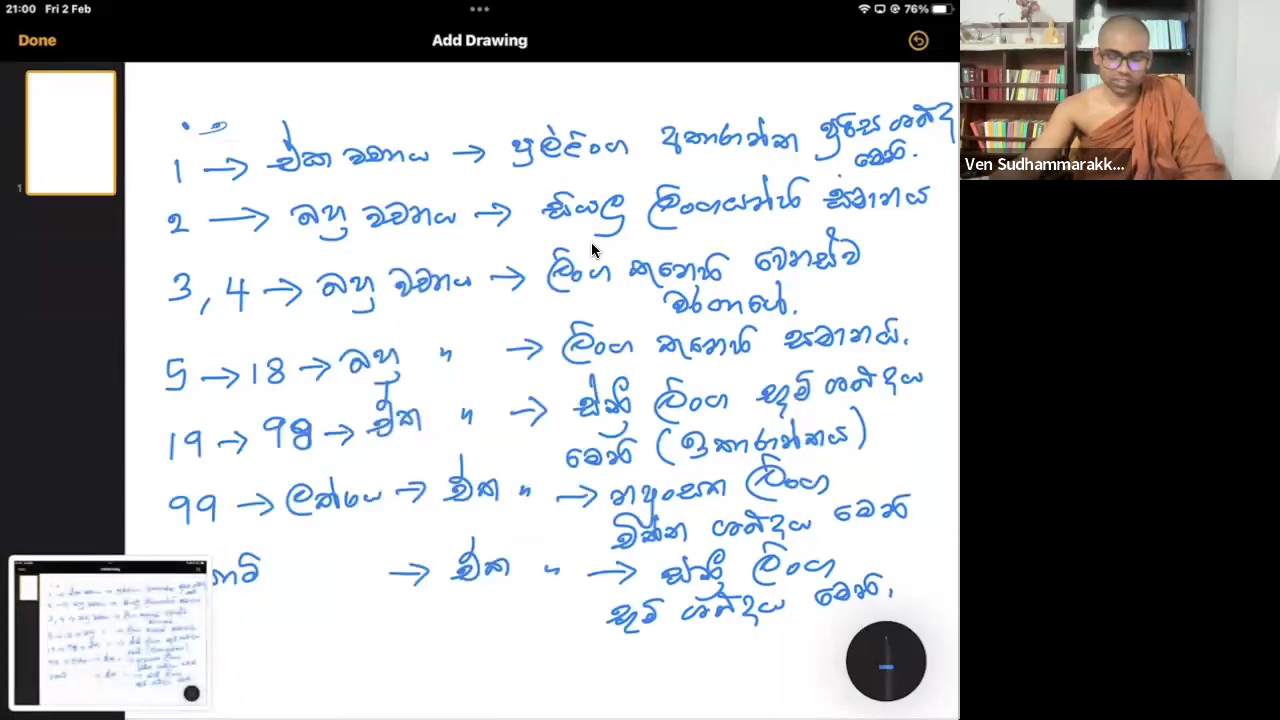 21:00 Fri 2 Feb
76%
Done
Add Drawing
Ven Sudhammarakk...
1
1 → ඒක වචනය → පුල්ලිංග අකාරාන්ත පුරිස ශබ්ද
මෙනි.
2 → බහු වචනය → සියලු ලිංගයන්හි සමානය
3, 4 → බහු වචනය → ලිංග තුනෙහි වෙනස්ව
වරනැගේ.
5 → 18 → බහු " → ලිංග තුනෙහි සමානයි.
19 → 98 → ඒක " → ස්ත්‍රී ලිංග භූමි ශබ්දය
මෙනි (ඉකාරාන්තය)
99 → ලක්ෂය → ඒක " → නපුංසක ලිංග
චිත්ත ශබ්දය මෙනි
→ ඒක " → ස්ත්‍රී ලිංග
භූමි ශබ්දය මෙනි.